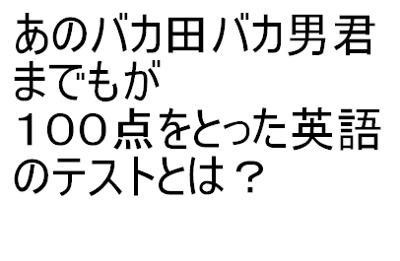 あのバカ田バカ男君
までもが
１００点をとった英語
のテストとは？